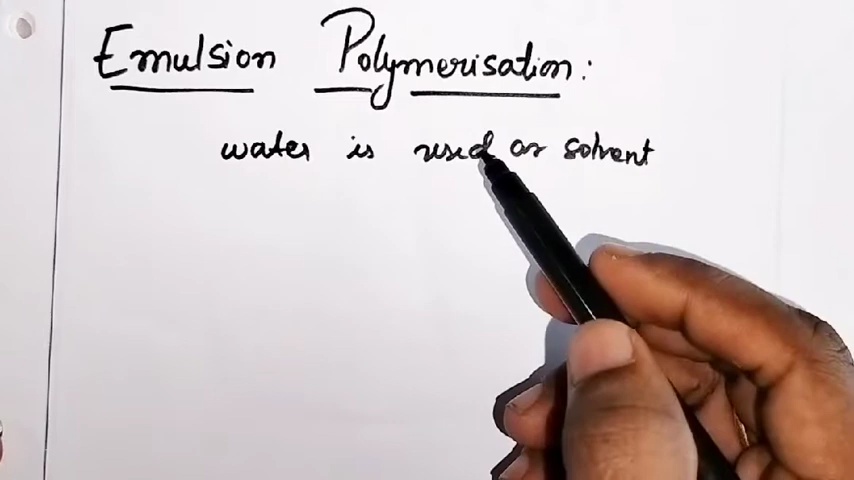 Emulsion Polymerisation:
water is used as solvent